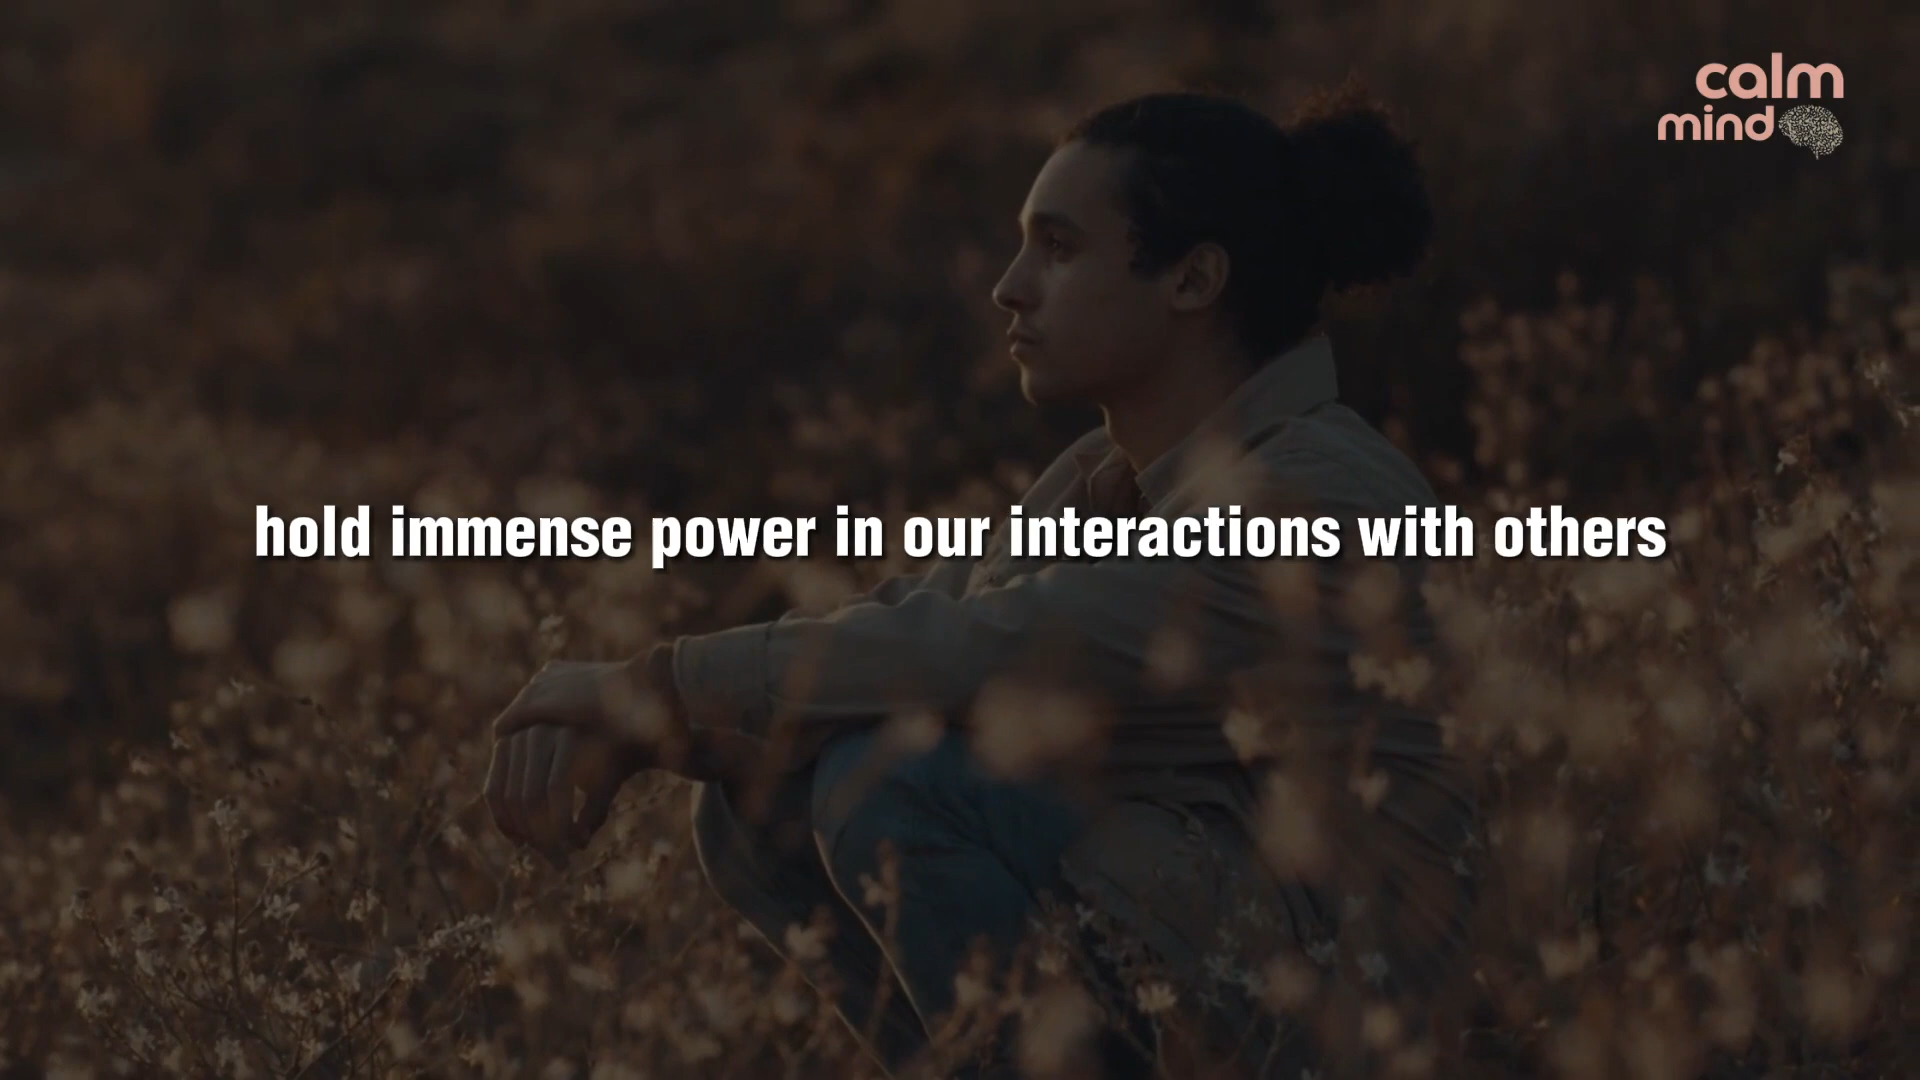 calm
mind
hold immense power in our interactions with others